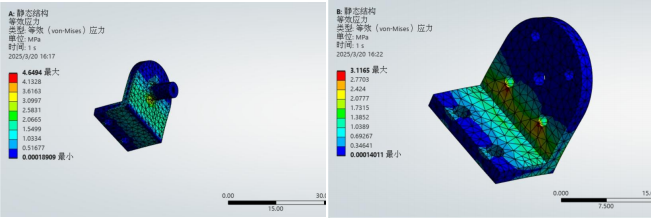 A: 静态结构
等效应力
类型: 等效（von-Mises）应力
单位: MPa
时间: 1 s
2025/3/20 16:17
4.6494 最大
4.1328
3.6163
3.0997
2.5831
2.0665
1.5499
1.0334
0.51677
0.00018909 最小
0.00
30.0
15.00
B: 静态结构
等效应力
类型: 等效（von-Mises）应力
单位: MPa
时间: 1 s
2025/3/20 16:22
3.1165 最大
2.7703
2.424
2.0777
1.7315
1.3852
1.0389
0.69267
0.34641
0.00014011 最小
0.000
15.
7.500